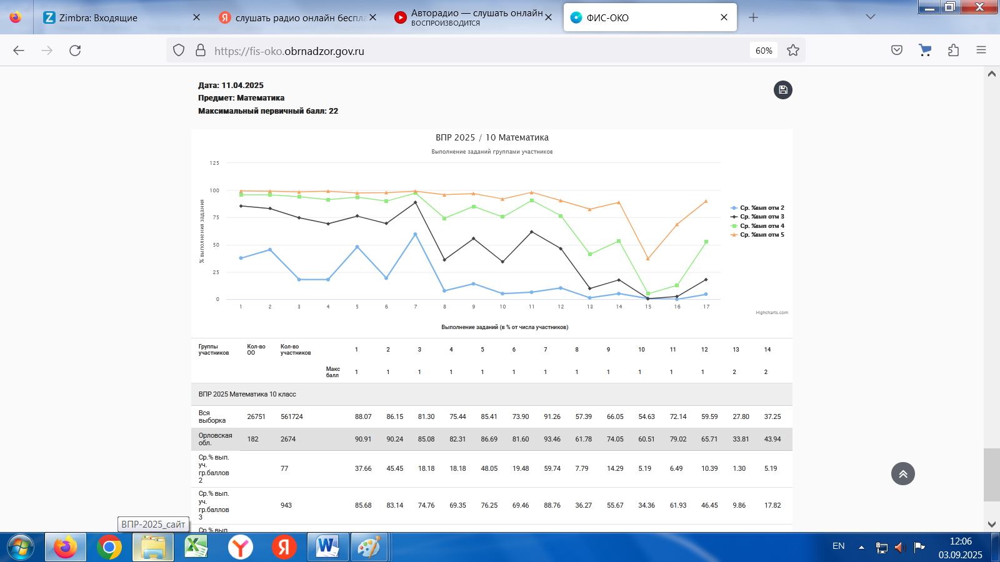 Zimbra: Входящие
слушать радио онлайн беспла
Авторадио — слушать онлайн
ВОСПРОИЗВОДИТСЯ
ФИС-ОКО
https://fis-oko.obrnadzor.gov.ru
60%
Дата: 11.04.2025
Предмет: Математика
Максимальный первичный балл: 22
ВПР 2025 / 10 Математика
Выполнение заданий группами участников
% выполнения задания
125
100
75
50
25
0
1 2 3 4 5 6 7 8 9 10 11 12 13 14 15 16 17
Ср. %вып отм 2
Ср. %вып отм 3
Ср. %вып отм 4
Ср. %вып отм 5
Highcharts.com
Выполнение заданий (в % от числа участников)
Группы участников Кол-во ОО Кол-во участников 1 2 3 4 5 6 7 8 9 10 11 12 13 14
Макс балл 1 1 1 1 1 1 1 1 1 1 1 1 2 2
ВПР 2025 Математика 10 класс
Вся выборка 26751 561724 88.07 86.15 81.30 75.44 85.41 73.90 91.26 57.39 66.05 54.63 72.14 59.59 27.80 37.25
Орловская обл. 182 2674 90.91 90.24 85.08 82.31 86.69 81.60 93.46 61.78 74.05 60.51 79.02 65.71 33.81 43.94
Ср.% вып. уч. гр.баллов 2 77 37.66 45.45 18.18 18.18 48.05 19.48 59.74 7.79 14.29 5.19 6.49 10.39 1.30 5.19
Ср.% вып. уч. гр.баллов 3 943 85.68 83.14 74.76 69.35 76.25 69.46 88.76 36.27 55.67 34.36 61.93 46.45 9.86 17.82
Ср.% вып.
ВПР-2025_сайт
EN
12:06
03.09.2025